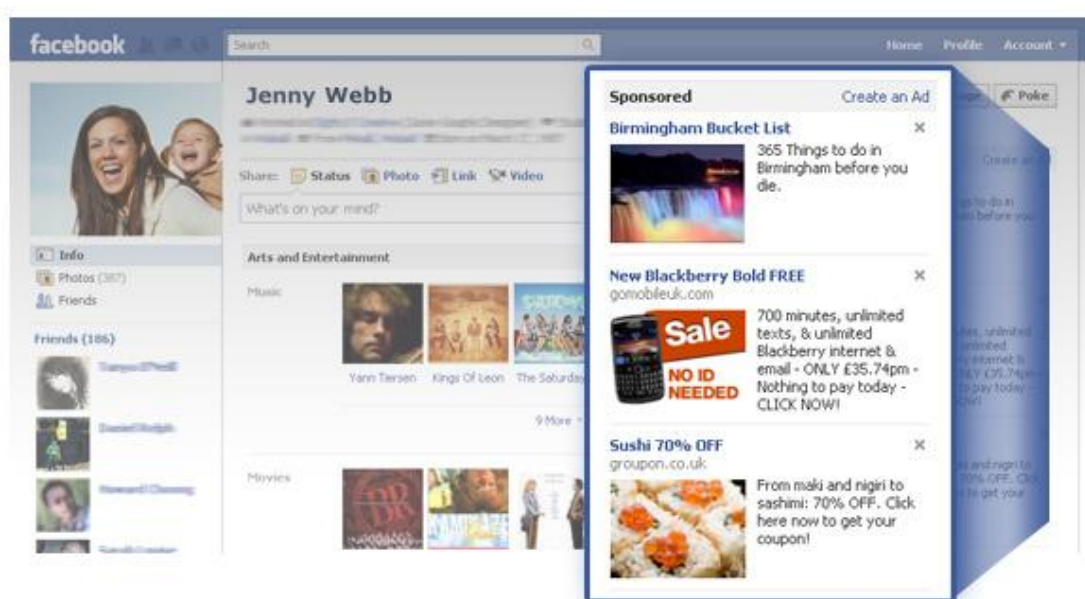 facebook
Search
Home Profile Account
Jenny Webb
Poke
Share: Status Photo Link Video
What's on your mind?
Info
Photos (387)
Friends
Friends (186)
Arts and Entertainment
Music
Yann Tiersen Kings Of Leon The Saturday
9 More
Movies
Sponsored Create an Ad
Birmingham Bucket List
365 Things to do in
Birmingham before you
die.
New Blackberry Bold FREE
gomobileuk.com
Sale
NO ID
NEEDED
700 minutes, unlimited
texts, & unlimited
Blackberry internet &
email - ONLY £35.74pm -
Nothing to pay today -
CLICK NOW!
Sushi 70% OFF
groupon.co.uk
From maki and nigiri to
sashimi: 70% OFF. Click
here now to get your
coupon!
Create an Ad